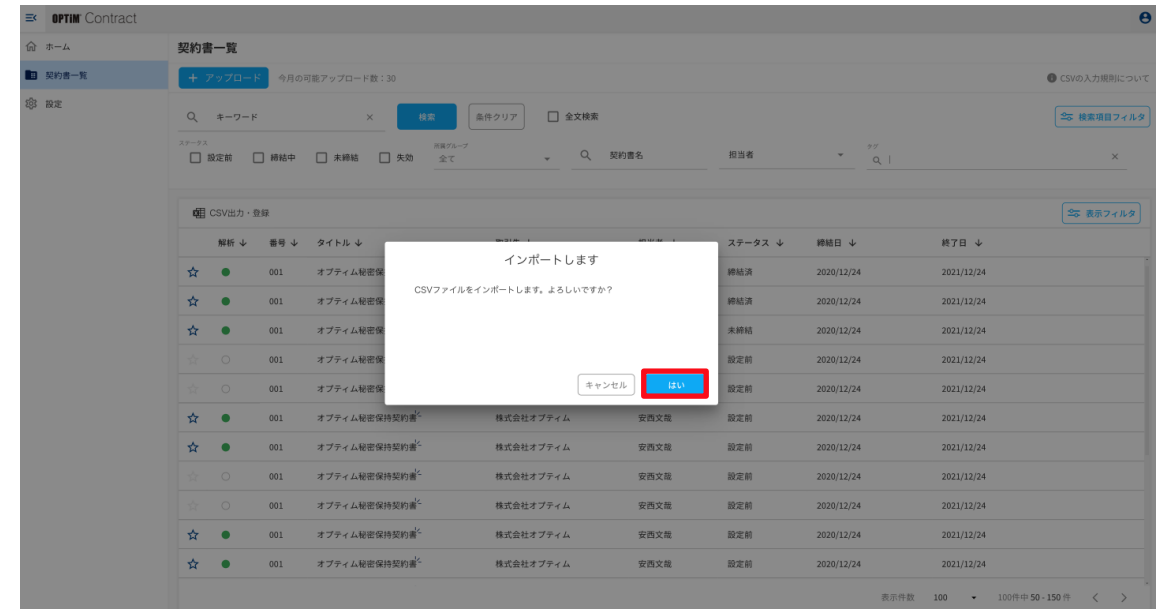 OPTiM Contract
ホーム
契約書一覧
設定
契約書一覧
+ アップロード 今月の可能アップロード数：30 CSVの入力規則について
キーワード × 検索 条件クリア 全文検索 検索項目フィルタ
ステータス 所属グループ タグ
設定前 締結中 未締結 失効 全て 契約書名 担当者 ×
CSV出力・登録 表示フィルタ
解析 ↓ 番号 ↓ タイトル ↓ ステータス ↓ 締結日 ↓ 終了日 ↓
001 オプティム秘密保 締結済 2020/12/24 2021/12/24
001 オプティム秘密保 締結済 2020/12/24 2021/12/24
001 オプティム秘密保 未締結 2020/12/24 2021/12/24
001 オプティム秘密保 設定前 2020/12/24 2021/12/24
001 オプティム秘密保 設定前 2020/12/24 2021/12/24
インポートします
CSVファイルをインポートします。よろしいですか？
キャンセル はい
001 オプティム秘密保持契約書 株式会社オプティム 安西文哉 設定前 2020/12/24 2021/12/24
001 オプティム秘密保持契約書 株式会社オプティム 安西文哉 設定前 2020/12/24 2021/12/24
001 オプティム秘密保持契約書 株式会社オプティム 安西文哉 設定前 2020/12/24 2021/12/24
001 オプティム秘密保持契約書 株式会社オプティム 安西文哉 設定前 2020/12/24 2021/12/24
001 オプティム秘密保持契約書 株式会社オプティム 安西文哉 設定前 2020/12/24 2021/12/24
001 オプティム秘密保持契約書 株式会社オプティム 安西文哉 設定前 2020/12/24 2021/12/24
表示件数 100 100件中 50 - 150 件